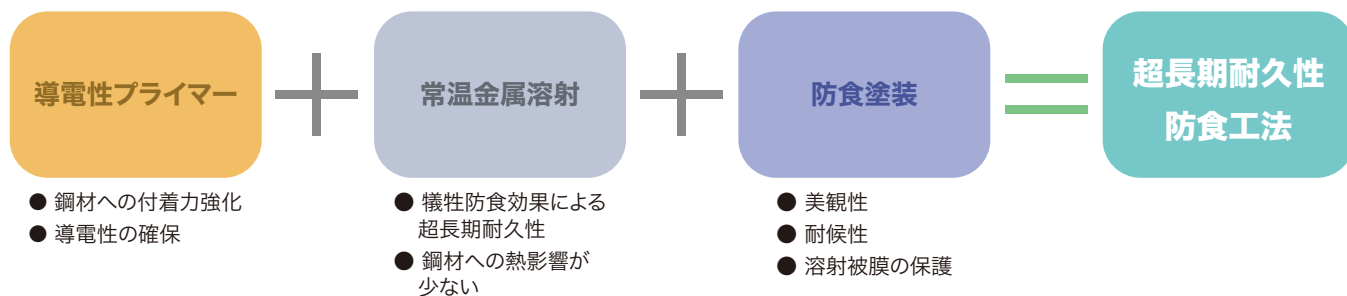 導電性プライマー
● 鋼材への付着力強化
● 導電性の確保
常温金属溶射
● 犠牲防食効果による
超長期耐久性
● 鋼材への熱影響が
少ない
防食塗装
● 美観性
● 耐候性
● 溶射被膜の保護
超長期耐久性
防食工法